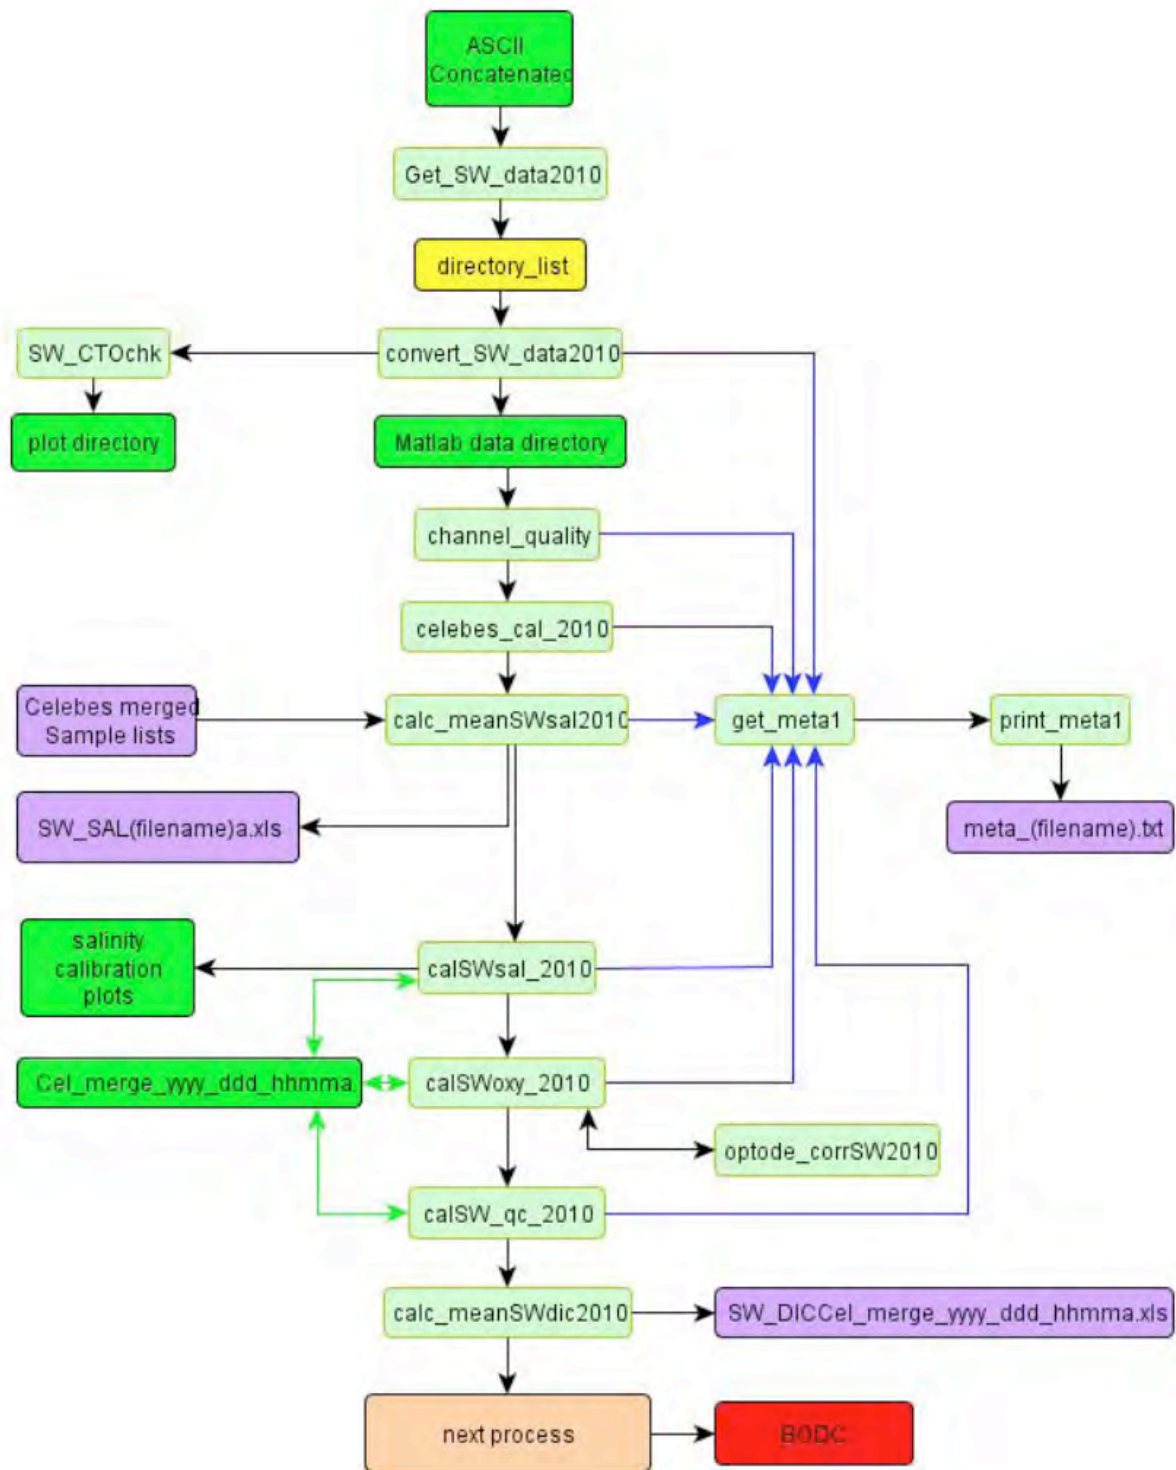 ASCII
Concatenated
Get_SW_data2010
directory_list
SW_CTOchk
convert_SW_data2010
plot directory
Matlab data directory
channel_quality
celebes_cal_2010
Celebes merged
Sample lists
calc_meanSWsal2010
get_meta1
print_meta1
SW_SAL(filename)a.xls
meta_(filename).txt
salinity
calibration
plots
calSWsal_2010
Cel_merge_yyyy_ddd_hhmma
calSWoxy_2010
optode_corrSW2010
calSW_qc_2010
calc_meanSWdic2010
SW_DICCel_merge_yyyy_ddd_hhmma.xls
next process
BODC